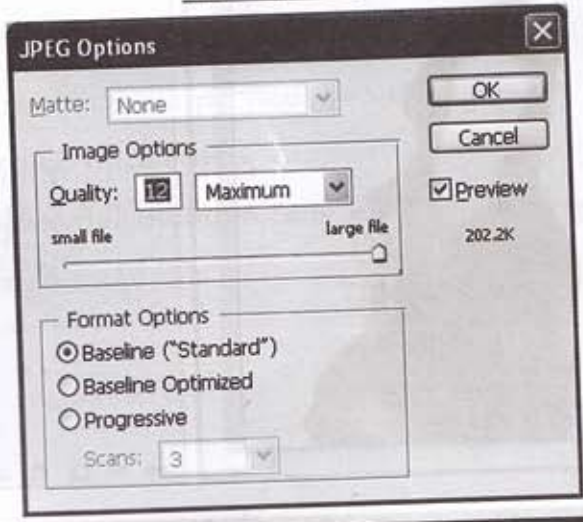 JPEG Options
Matte: None
OK
Cancel
Preview
202.2K
Image Options
Quality: 12 Maximum
small file large file
Format Options
Baseline ("Standard")
Baseline Optimized
Progressive
Scans: 3